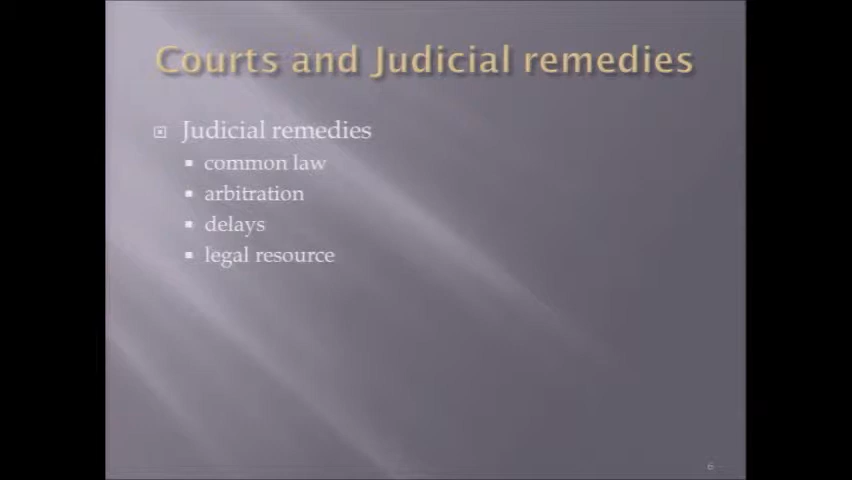 Courts and Judicial remedies
Judicial remedies
common law
arbitration
delays
legal resource
6